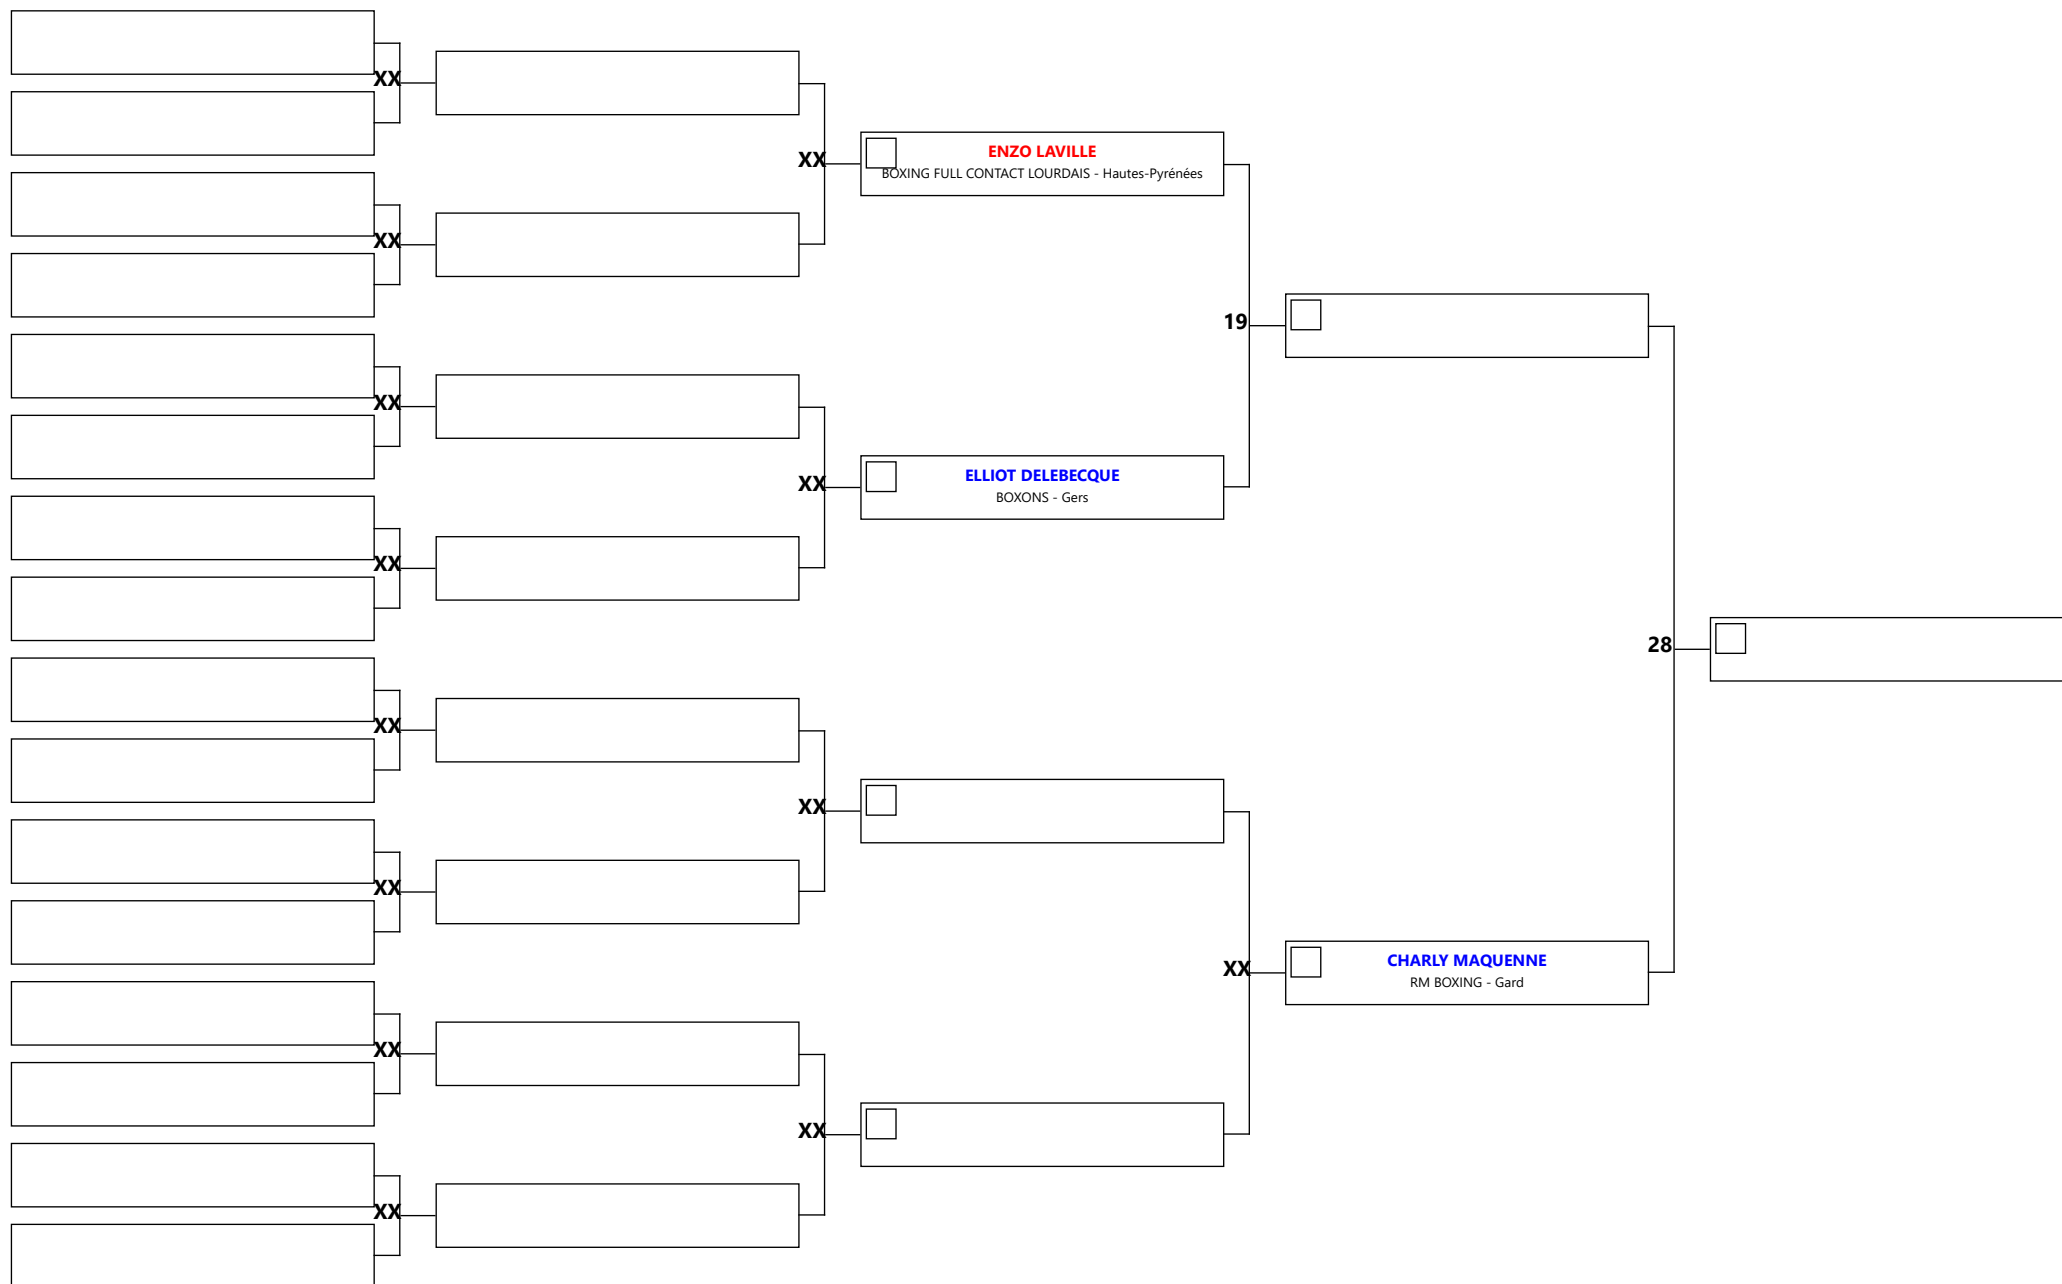 XX
XX
ENZO LAVILLE
BOXING FULL CONTACT LOURDAIS - Hautes-Pyrénées
XX
19
XX
XX
ELLIOT DELEBECQUE
BOXONS - Gers
XX
28
XX
XX
XX
XX
CHARLY MAQUENNE
RM BOXING - Gard
XX
XX
XX